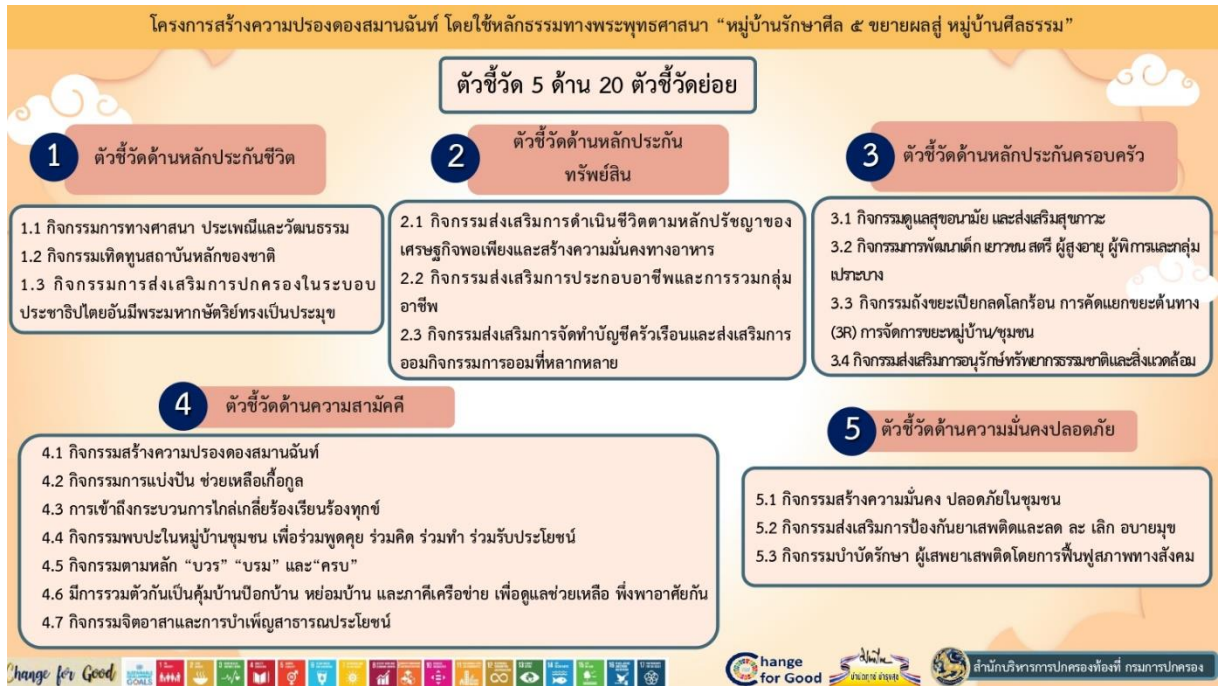 โครงการสร้างความปรองดองสมานฉันท์ โดยใช้หลักธรรมทางพระพุทธศาสนา “หมู่บ้านรักษาศีล ๕ ขยายผลสู่ หมู่บ้านศีลธรรม”
ตัวชี้วัด 5 ด้าน 20 ตัวชี้วัดย่อย
1 ตัวชี้วัดด้านหลักประกันชีวิต
1.1 กิจกรรมการทางศาสนา ประเพณีและวัฒนธรรม
1.2 กิจกรรมเทิดทูนสถาบันหลักของชาติ
1.3 กิจกรรมการส่งเสริมการปกครองในระบอบ
ประชาธิปไตยอันมีพระมหากษัตริย์ทรงเป็นประมุข
2 ตัวชี้วัดด้านหลักประกัน
ทรัพย์สิน
2.1 กิจกรรมส่งเสริมการดำเนินชีวิตตามหลักปรัชญาของ
เศรษฐกิจพอเพียงและสร้างความมั่นคงทางอาหาร
2.2 กิจกรรมส่งเสริมการประกอบอาชีพและการรวมกลุ่ม
อาชีพ
2.3 กิจกรรมส่งเสริมการจัดทำบัญชีครัวเรือนและส่งเสริมการ
ออมกิจกรรมการออมที่หลากหลาย
3 ตัวชี้วัดด้านหลักประกันครอบครัว
3.1 กิจกรรมดูแลสุขอนามัย และส่งเสริมสุขภาวะ
3.2 กิจกรรมการพัฒนาเด็ก เยาวชน สตรี ผู้สูงอายุ ผู้พิการและกลุ่ม
เปราะบาง
3.3 กิจกรรมถังขยะเปียกลดโลกร้อน การคัดแยกขยะต้นทาง
(3R) การจัดการขยะหมู่บ้าน/ชุมชน
3.4 กิจกรรมส่งเสริมการอนุรักษ์ทรัพยากรธรรมชาติและสิ่งแวดล้อม
4 ตัวชี้วัดด้านความสามัคคี
4.1 กิจกรรมสร้างความปรองดองสมานฉันท์
4.2 กิจกรรมการแบ่งปัน ช่วยเหลือเกื้อกูล
4.3 การเข้าถึงกระบวนการไกล่เกลี่ยร้องเรียนร้องทุกข์
4.4 กิจกรรมพบปะในหมู่บ้านชุมชน เพื่อร่วมพูดคุย ร่วมคิด ร่วมทำ ร่วมรับประโยชน์
4.5 กิจกรรมตามหลัก “บวร” “บรม” และ“ครบ”
4.6 มีการรวมตัวกันเป็นคุ้มบ้านป๊อกบ้าน หย่อมบ้าน และภาคีเครือข่าย เพื่อดูแลช่วยเหลือ พึ่งพาอาศัยกัน
4.7 กิจกรรมจิตอาสาและการบำเพ็ญสาธารณประโยชน์
5 ตัวชี้วัดด้านความมั่นคงปลอดภัย
5.1 กิจกรรมสร้างความมั่นคง ปลอดภัยในชุมชน
5.2 กิจกรรมส่งเสริมการป้องกันยาเสพติดและลด ละ เลิก อบายมุข
5.3 กิจกรรมบำบัดรักษา ผู้เสพยาเสพติดโดยการฟื้นฟูสภาพทางสังคม
Change for Good
GOALS
Change
for Good
บำบัดทุกข์ บำรุงสุข
สำนักบริหารการปกครองท้องที่ กรมการปกครอง